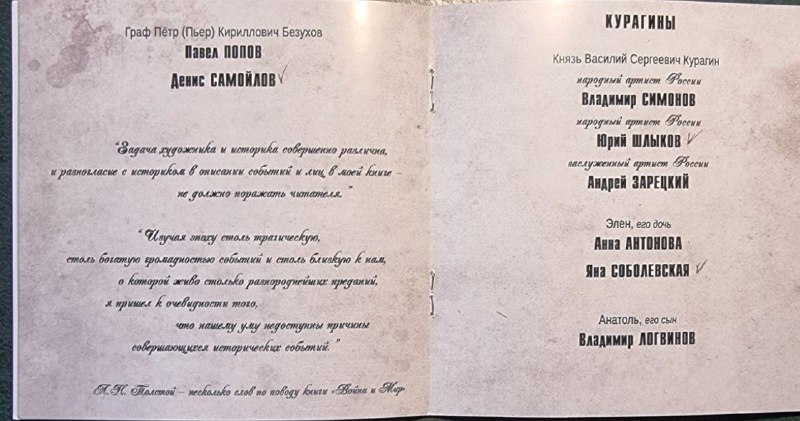 Граф Пётр (Пьер) Кириллович Безухов
Павел ПОПОВ
Денис САМОЙЛОВ
"Задача художника и историка совершенно различна,
и разногласие с историком в описании событий и лиц в моей книге –
не должно поражать читателя."
"Изучая эпоху столь трагическую,
столь богатую громадностью событий и столь близкую к нам,
о которой живо столько разнороднейших преданий,
я пришел к очевидности того,
что нашему уму недоступны причины
совершающихся исторических событий."
Л.Н. Толстой – несколько слов по поводу книги «Война и Мир»
КУРАГИНЫ
Князь Василий Сергеевич Курагин
народный артист России
Владимир СИМОНОВ
народный артист России
Юрий ШЛЫКОВ
заслуженный артист России
Андрей ЗАРЕЦКИЙ
Элен, его дочь
Анна АНТОНОВА
Яна СОБОЛЕВСКАЯ
Анатоль, его сын
Владимир ЛОГВИНОВ